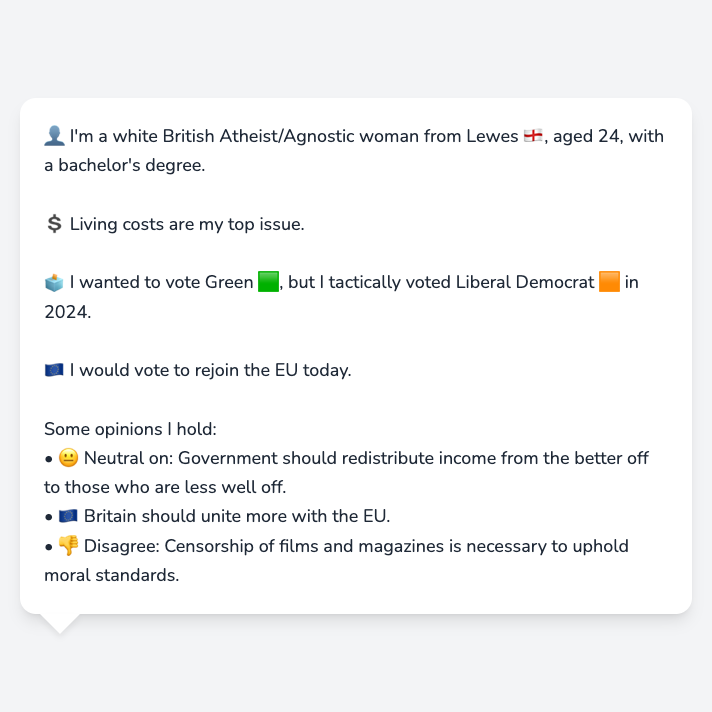 👤 I'm a white British Atheist/Agnostic woman from Lewes 🏴󠁧󠁢󠁥󠁮󠁧󠁿, aged 24, with
a bachelor's degree.
💲 Living costs are my top issue.
🗳️ I wanted to vote Green 🟩, but I tactically voted Liberal Democrat 🟧 in
2024.
🇪🇺 I would vote to rejoin the EU today.
Some opinions I hold:
• 😐 Neutral on: Government should redistribute income from the better off
to those who are less well off.
• 🇪🇺 Britain should unite more with the EU.
• 👎 Disagree: Censorship of films and magazines is necessary to uphold
moral standards.